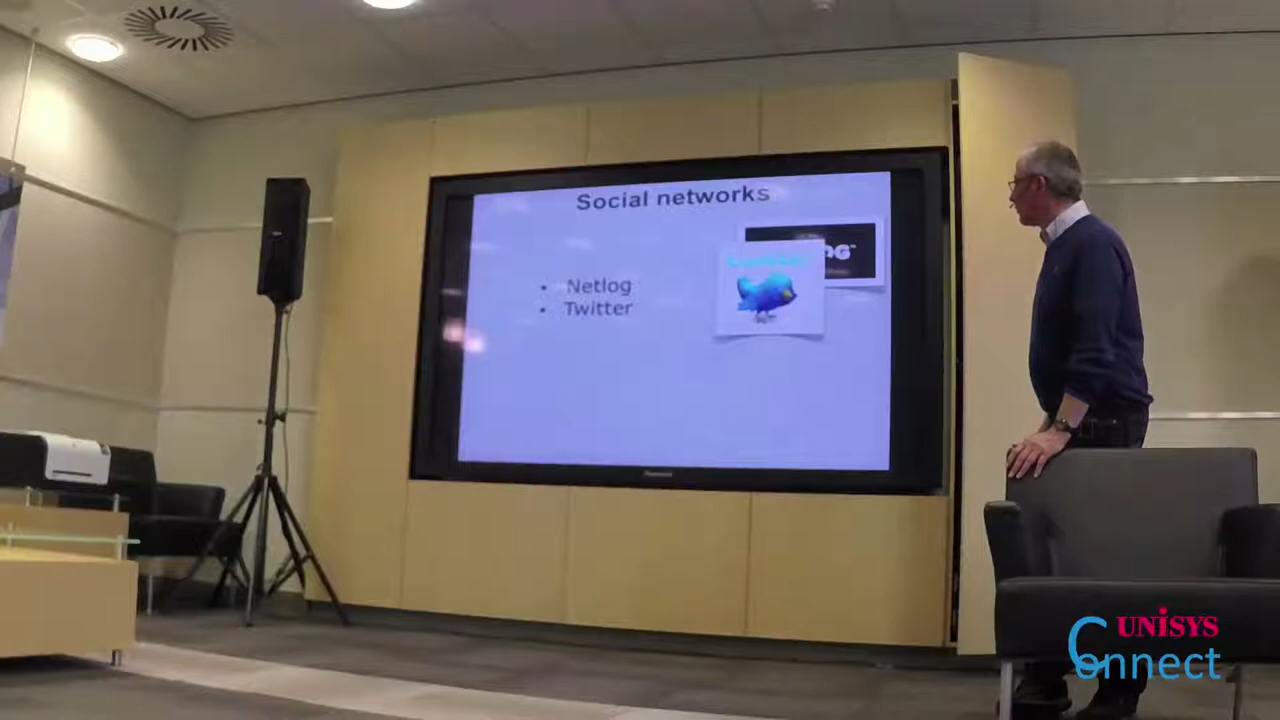 Social networks
• Netlog
• Twitter
UNiSYS
Connect